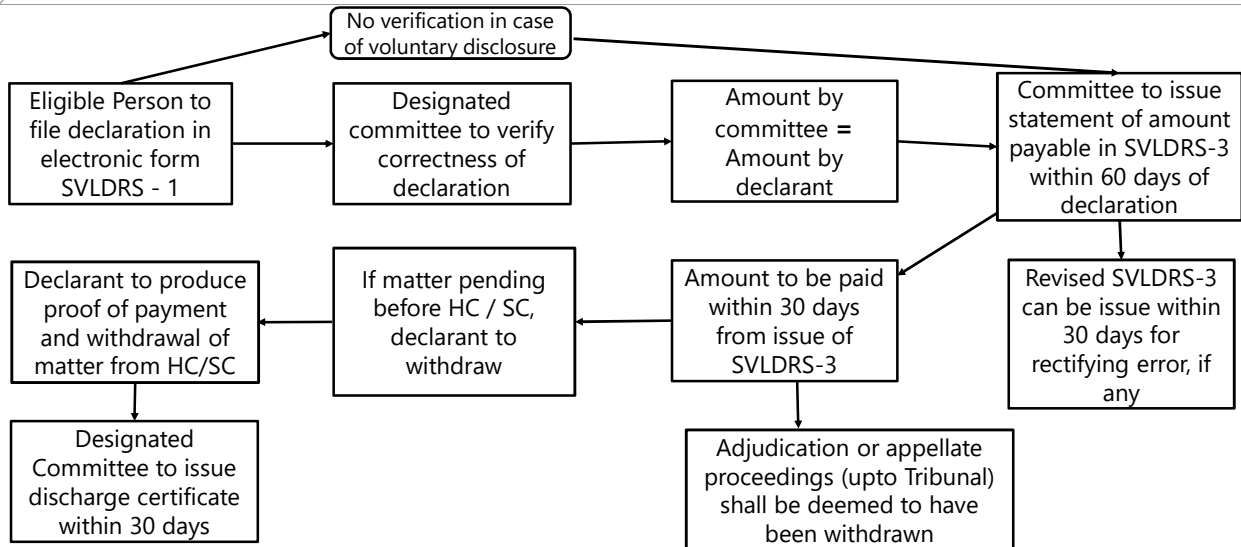 No verification in case
of voluntary disclosure
Eligible Person to
file declaration in
electronic form
SVLDRS - 1
Designated
committee to verify
correctness of
declaration
Amount by
committee =
Amount by
declarant
Committee to issue
statement of amount
payable in SVLDRS-3
within 60 days of
declaration
Declarant to produce
proof of payment
and withdrawal of
matter from HC/SC
If matter pending
before HC / SC,
declarant to
withdraw
Amount to be paid
within 30 days
from issue of
SVLDRS-3
Revised SVLDRS-3
can be issue within
30 days for
rectifying error, if
any
Designated
Committee to issue
discharge certificate
within 30 days
Adjudication or appellate
proceedings (upto Tribunal)
shall be deemed to have
been withdrawn